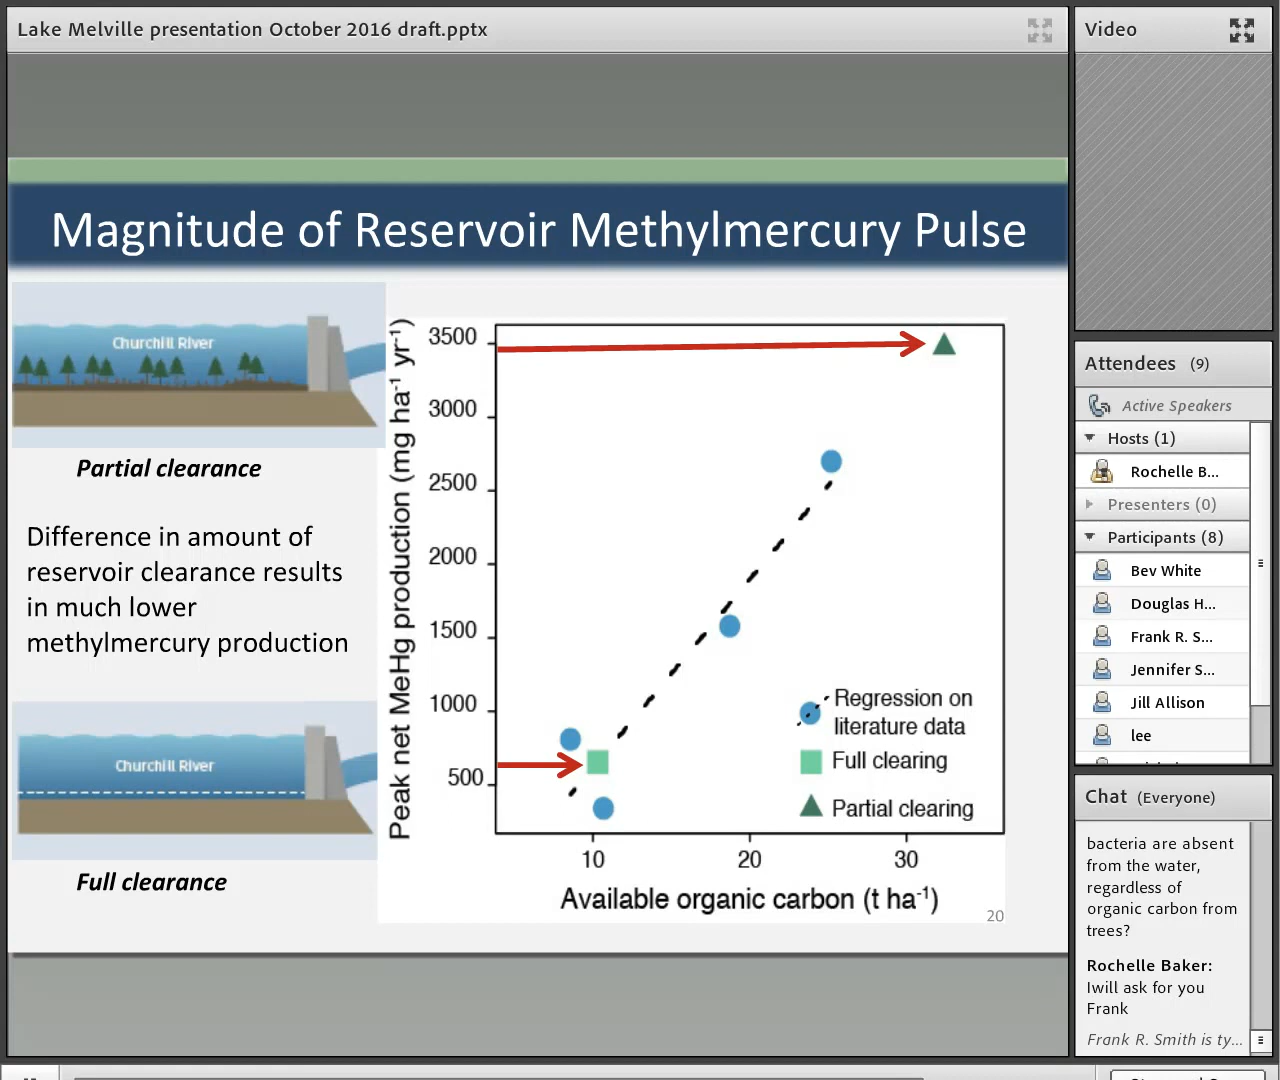 Lake Melville presentation October 2016 draft.pptx
Magnitude of Reservoir Methylmercury Pulse
Churchill River
Partial clearance
Difference in amount of
reservoir clearance results
in much lower
methylmercury production
Churchill River
Full clearance
Peak net MeHg production (mg ha⁻¹ yr⁻¹)
3500
3000
2500
2000
1500
1000
500
10 20 30
Available organic carbon (t ha⁻¹)
Regression on
literature data
Full clearing
Partial clearing
20
Video
Attendees (9)
Active Speakers
Hosts (1)
Rochelle B...
Presenters (0)
Participants (8)
Bev White
Douglas H...
Frank R. S...
Jennifer S...
Jill Allison
lee
Chat (Everyone)
bacteria are absent
from the water,
regardless of
organic carbon from
trees?
Rochelle Baker:
Iwill ask for you
Frank
Frank R. Smith is ty...